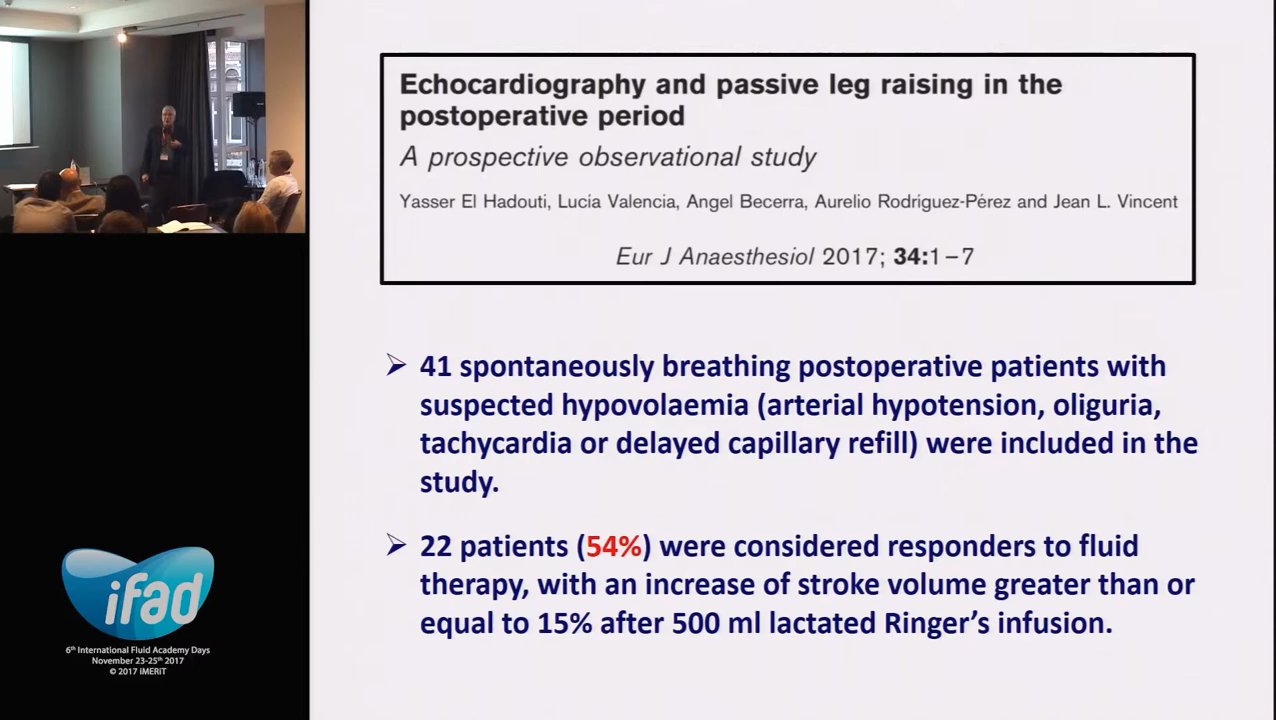 Echocardiography and passive leg raising in the
postoperative period
A prospective observational study
Yasser El Hadouti, Lucía Valencia, Angel Becerra, Aurelio Rodríguez-Pérez and Jean L. Vincent
Eur J Anaesthesiol 2017; 34:1–7
➢ 41 spontaneously breathing postoperative patients with
suspected hypovolaemia (arterial hypotension, oliguria,
tachycardia or delayed capillary refill) were included in the
study.
➢ 22 patients (54%) were considered responders to fluid
therapy, with an increase of stroke volume greater than or
equal to 15% after 500 ml lactated Ringer’s infusion.
ifad
6th International Fluid Academy Days
November 23-25th 2017
© 2017 iMERiT